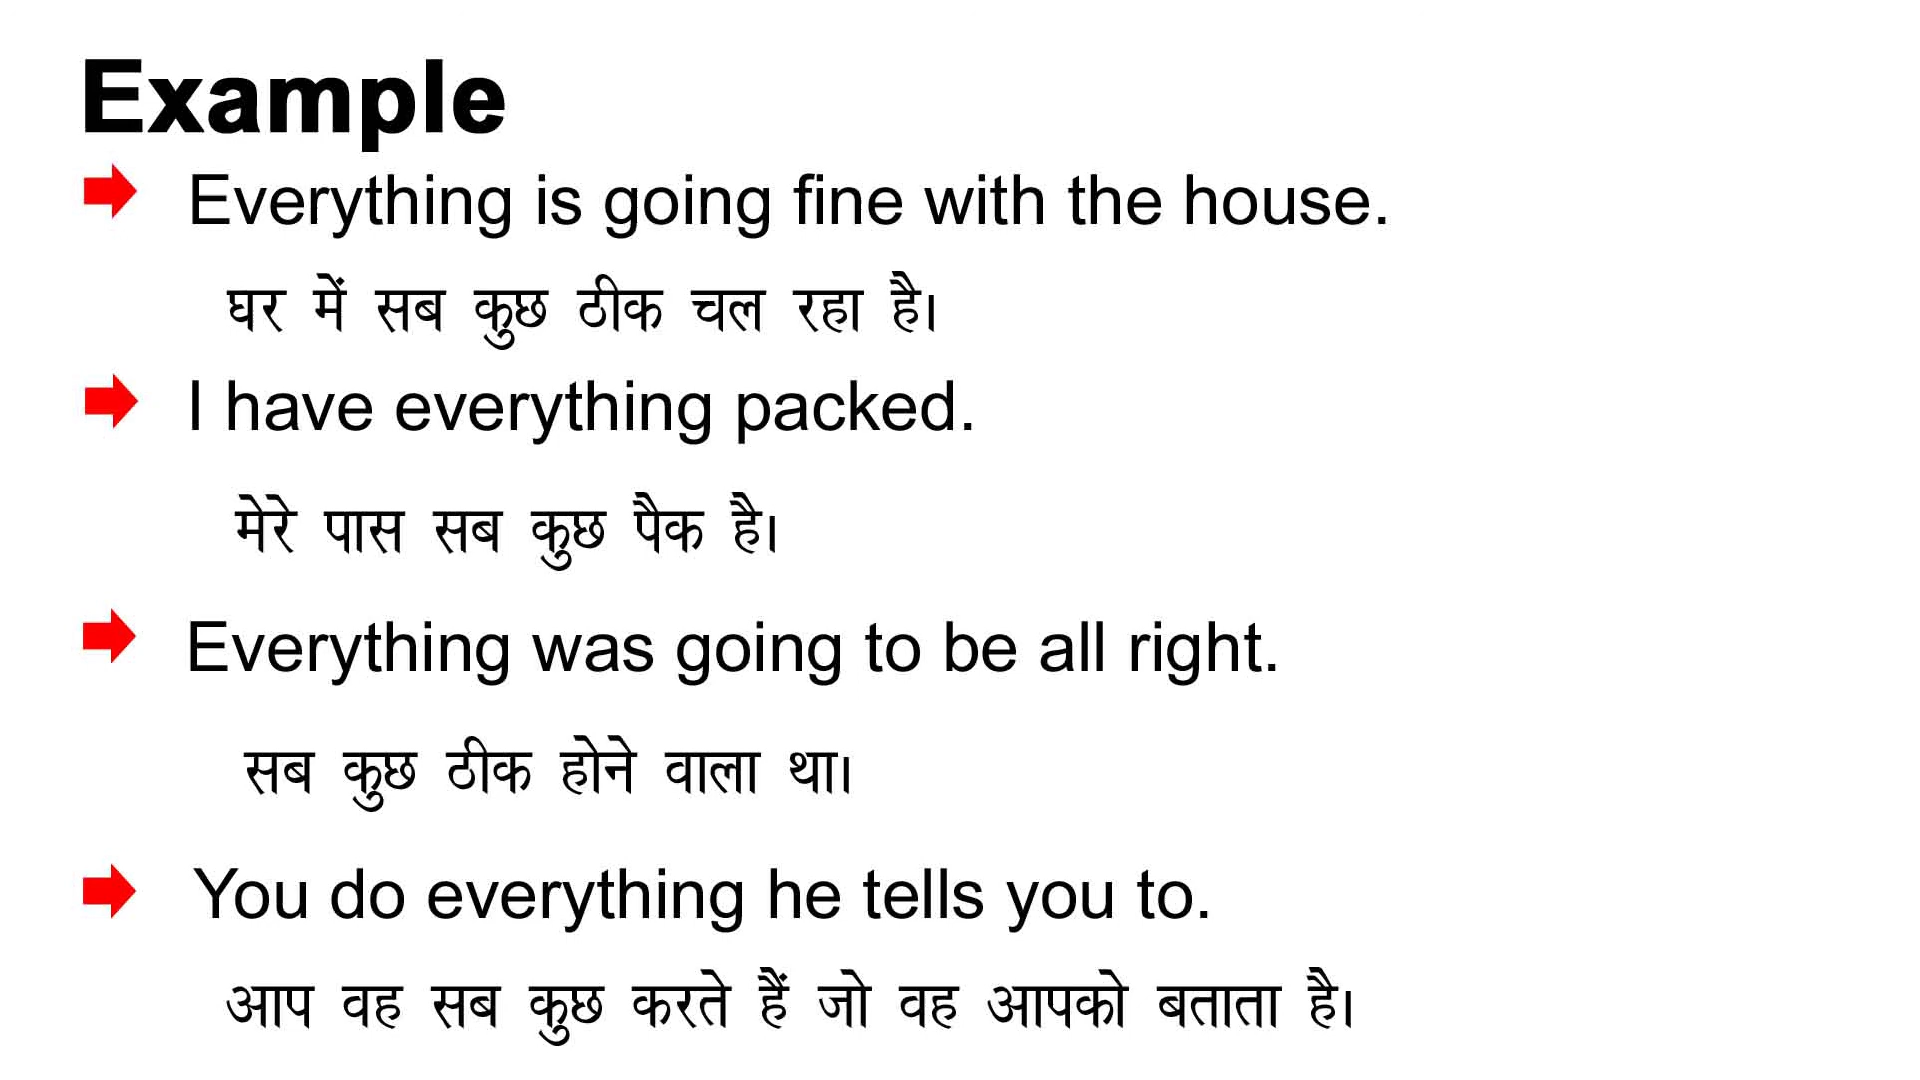 Example
Everything is going fine with the house.
घर में सब कुछ ठीक चल रहा है।
I have everything packed.
मेरे पास सब कुछ पैक है।
Everything was going to be all right.
सब कुछ ठीक होने वाला था।
You do everything he tells you to.
आप वह सब कुछ करते हैं जो वह आपको बताता है।